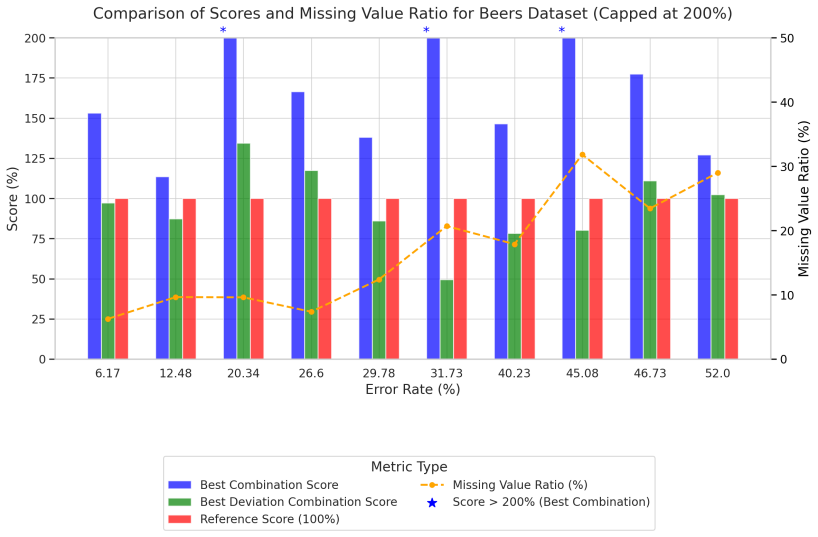 Comparison of Scores and Missing Value Ratio for Beers Dataset (Capped at 200%)
* * *
200 50
175
40
150
125 30
100
75 20
50
10
25
0 0
Score (%)
Missing Value Ratio (%)
6.17 12.48 20.34 26.6 29.78 31.73 40.23 45.08 46.73 52.0
Error Rate (%)
Metric Type
Best Combination Score Missing Value Ratio (%)
Best Deviation Combination Score Score > 200% (Best Combination)
Reference Score (100%)